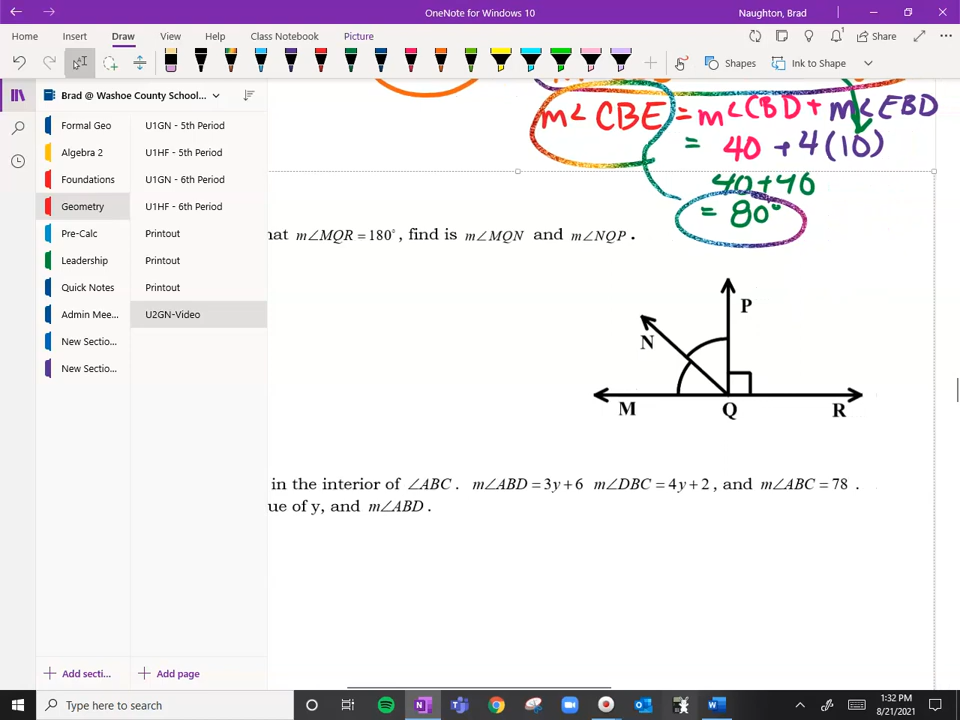 OneNote for Windows 10
Naughton, Brad
Home Insert Draw View Help Class Notebook Picture
Share
Shapes Ink to Shape
Brad @ Washoe County School...
Formal Geo
Algebra 2
Foundations
Geometry
Pre-Calc
Leadership
Quick Notes
Admin Mee...
New Sectio...
New Sectio...
U1GN - 5th Period
U1HF - 5th Period
U1GN - 6th Period
U1HF - 6th Period
Printout
Printout
Printout
U2GN-Video
m∠CBE = m∠CBD + m∠EBD
= 40 + 4(10)
40+40
= 80°
hat m∠MQR = 180°, find is m∠MQN and m∠NQP.
P
N
M
Q
R
in the interior of ∠ABC. m∠ABD = 3y + 6 m∠DBC = 4y + 2, and m∠ABC = 78.
ue of y, and m∠ABD.
Add secti...
Add page
Type here to search
1:32 PM
8/21/2021